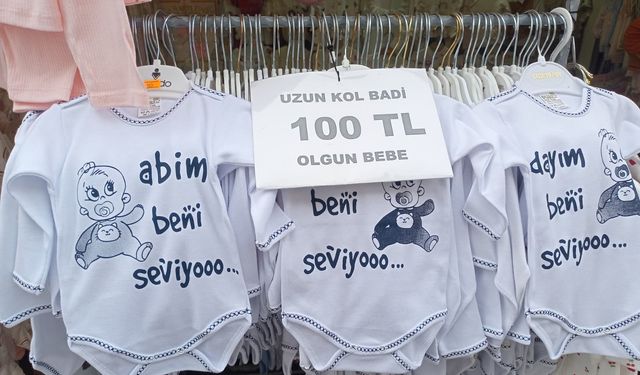 abim
beni
seviyooo...
UZUN KOL BADİ
100 TL
OLGUN BEBE
beni
seviyooo...
dayım
beni
seviyooo...